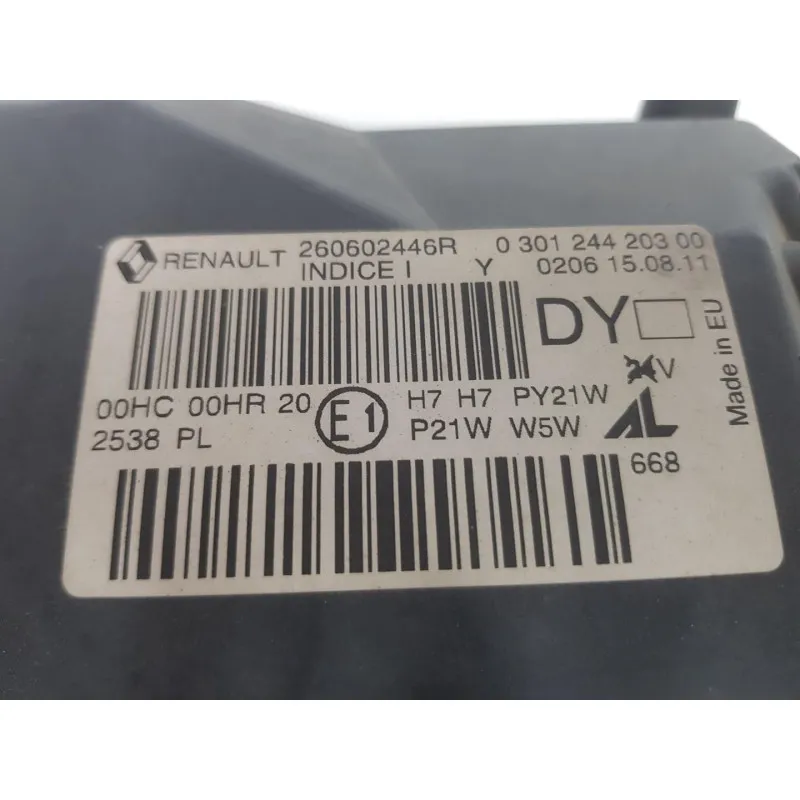 RENAULT 260602446R 0 301 244 203 00
INDICE I Y 0206 15.08.11
DY
00HC 00HR 20 E1 H7 H7 PY21W
2538 PL P21W W5W AL
668
Made in EU